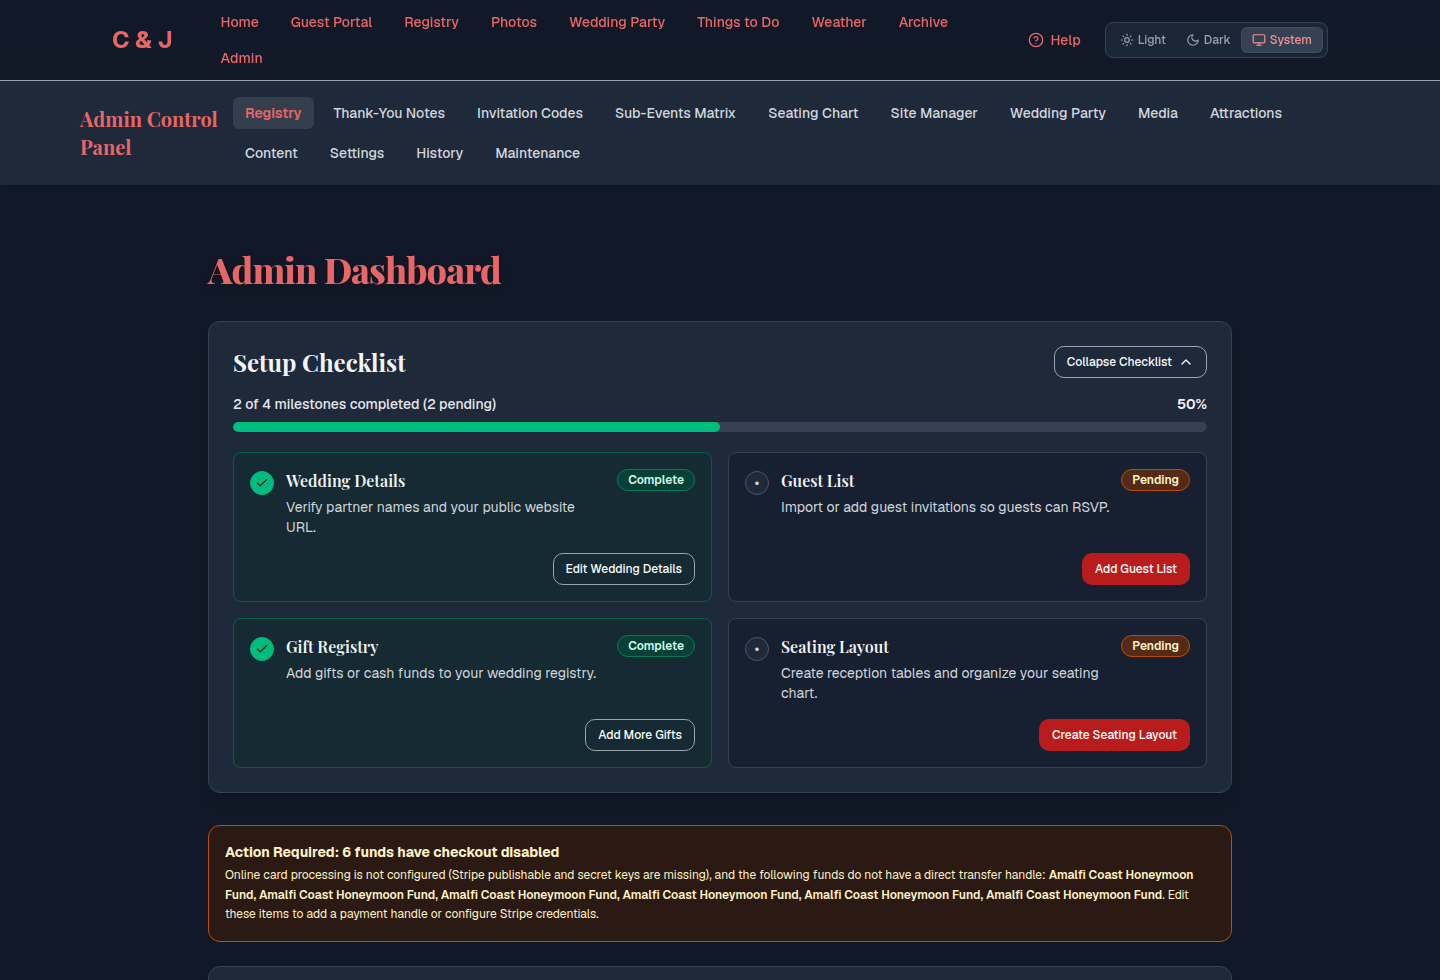 C & J
Home Guest Portal Registry Photos Wedding Party Things to Do Weather Archive
Admin
Help
Light Dark System
Admin Control
Panel
Registry Thank-You Notes Invitation Codes Sub-Events Matrix Seating Chart Site Manager Wedding Party Media Attractions
Content Settings History Maintenance
Admin Dashboard
Setup Checklist
Collapse Checklist
2 of 4 milestones completed (2 pending)
50%
Wedding Details
Complete
Verify partner names and your public website
URL.
Edit Wedding Details
Guest List
Pending
Import or add guest invitations so guests can RSVP.
Add Guest List
Gift Registry
Complete
Add gifts or cash funds to your wedding registry.
Add More Gifts
Seating Layout
Pending
Create reception tables and organize your seating
chart.
Create Seating Layout
Action Required: 6 funds have checkout disabled
Online card processing is not configured (Stripe publishable and secret keys are missing), and the following funds do not have a direct transfer handle: Amalfi Coast Honeymoon
Fund, Amalfi Coast Honeymoon Fund, Amalfi Coast Honeymoon Fund, Amalfi Coast Honeymoon Fund, Amalfi Coast Honeymoon Fund, Amalfi Coast Honeymoon Fund. Edit
these items to add a payment handle or configure Stripe credentials.